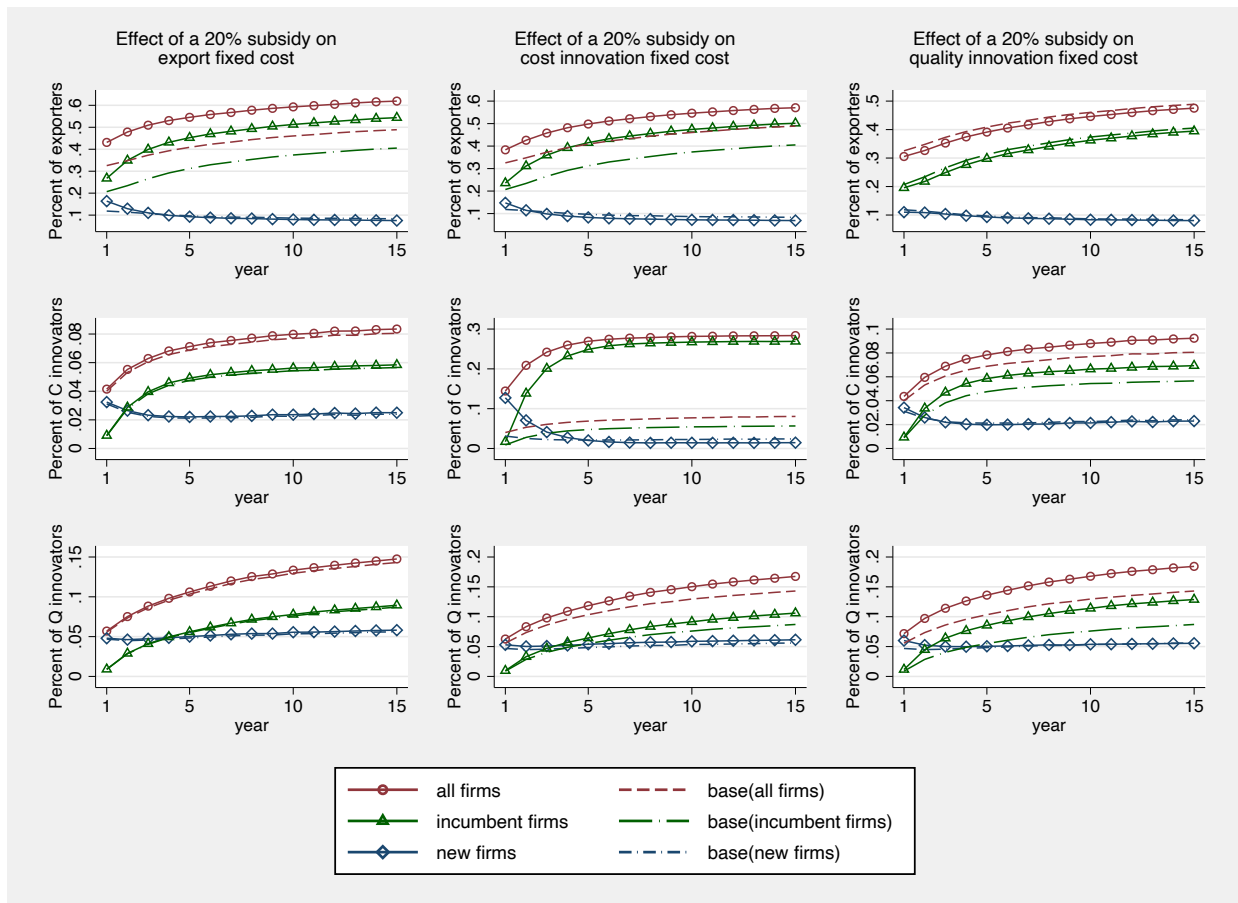 Effect of a 20% subsidy on
export fixed cost
Effect of a 20% subsidy on
cost innovation fixed cost
Effect of a 20% subsidy on
quality innovation fixed cost
Percent of exporters
.1 .2 .3 .4 .5 .6
1 5 10 15
year
Percent of exporters
.1 .2 .3 .4 .5 .6
1 5 10 15
year
Percent of exporters
.1 .2 .3 .4 .5
1 5 10 15
year
Percent of C innovators
0 .02 .04 .06 .08
1 5 10 15
year
Percent of C innovators
0 .1 .2 .3
1 5 10 15
year
Percent of C innovators
0 .02 .04 .06 .08 .1
1 5 10 15
year
Percent of Q innovators
0 .05 .1 .15
1 5 10 15
year
Percent of Q innovators
0 .05 .1 .15 .2
1 5 10 15
year
Percent of Q innovators
0 .05 .1 .15 .2
1 5 10 15
year
all firms
base(all firms)
incumbent firms
base(incumbent firms)
new firms
base(new firms)